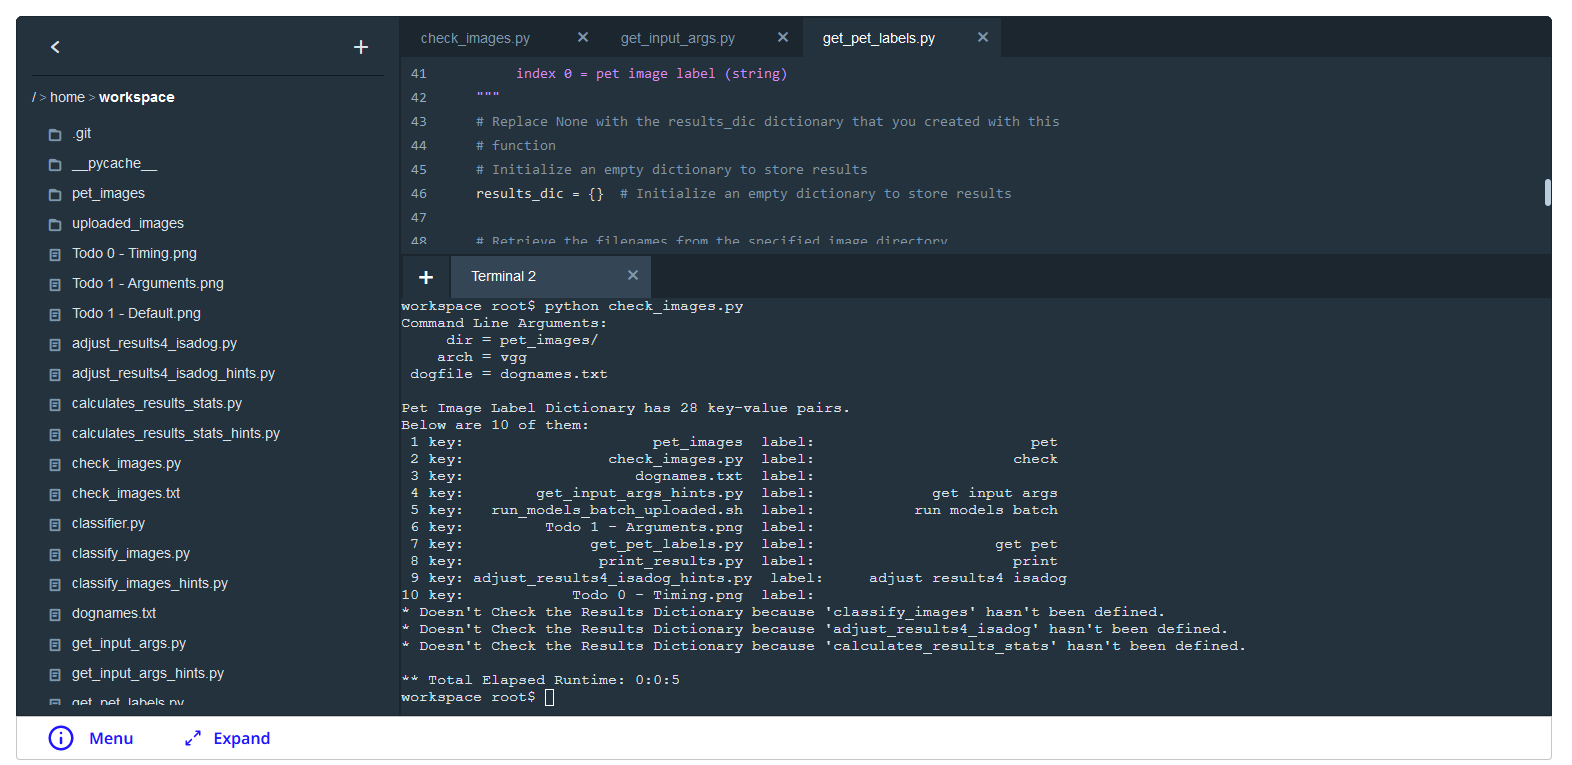 / > home > workspace
.git
__pycache__
pet_images
uploaded_images
Todo 0 - Timing.png
Todo 1 - Arguments.png
Todo 1 - Default.png
adjust_results4_isadog.py
adjust_results4_isadog_hints.py
calculates_results_stats.py
calculates_results_stats_hints.py
check_images.py
check_images.txt
classifier.py
classify_images.py
classify_images_hints.py
dognames.txt
get_input_args.py
get_input_args_hints.py
get_pet_labels.py
check_images.py
get_input_args.py
get_pet_labels.py
41 index 0 = pet image label (string)
42 """
43 # Replace None with the results_dic dictionary that you created with this
44 # function
45 # Initialize an empty dictionary to store results
46 results_dic = {}  # Initialize an empty dictionary to store results
47
48 # Retrieve the filenames from the specified image directory
+ Terminal 2
workspace root$ python check_images.py
Command Line Arguments:
dir = pet_images/
arch = vgg
dogfile = dognames.txt
Pet Image Label Dictionary has 28 key-value pairs.
Below are 10 of them:
1 key: pet_images label: pet
2 key: check_images.py label: check
3 key: dognames.txt label:
4 key: get_input_args_hints.py label: get input args
5 key: run_models_batch_uploaded.sh label: run models batch
6 key: Todo 1 - Arguments.png label:
7 key: get_pet_labels.py label: get pet
8 key: print_results.py label: print
9 key: adjust_results4_isadog_hints.py label: adjust results4 isadog
10 key: Todo 0 - Timing.png label:
* Doesn't Check the Results Dictionary because 'classify_images' hasn't been defined.
* Doesn't Check the Results Dictionary because 'adjust_results4_isadog' hasn't been defined.
* Doesn't Check the Results Dictionary because 'calculates_results_stats' hasn't been defined.
** Total Elapsed Runtime: 0:0:5
workspace root$
Menu
Expand